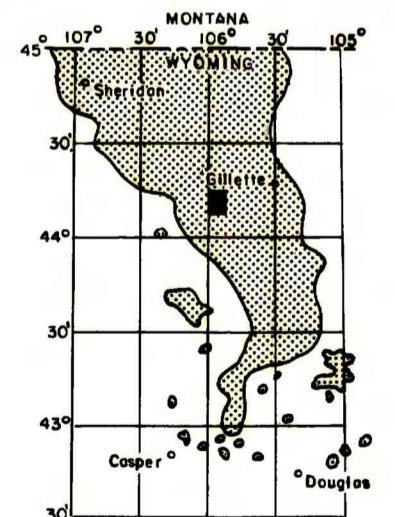 MONTANA
45° 107° 30' 106° 30' 105°
WYOMING
Sheridan
30'
Gillette
44°
30'
43°
Casper
Douglas
30'